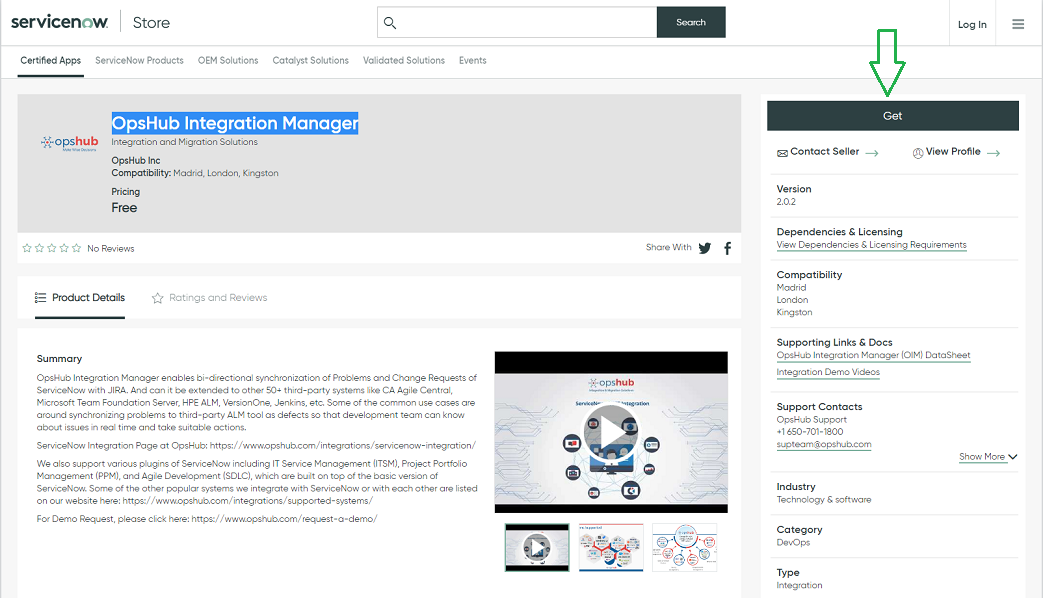 servicenow. Store
Search
Log In
Certified Apps ServiceNow Products OEM Solutions Catalyst Solutions Validated Solutions Events
opshub
Make Wise Decisions
OpsHub Integration Manager
Integration and Migration Solutions
OpsHub Inc
Compatibility: Madrid, London, Kingston
Pricing
Free
No Reviews
Share With
Product Details Ratings and Reviews
Summary
OpsHub Integration Manager enables bi-directional synchronization of Problems and Change Requests of
ServiceNow with JIRA. And can it be extended to other 50+ third-party systems like CA Agile Central,
Microsoft Team Foundation Server, HPE ALM, VersionOne, Jenkins, etc. Some of the common use cases are
around synchronizing problems to third-party ALM tool as defects so that development team can know
about issues in real time and take suitable actions.
ServiceNow Integration Page at OpsHub: https://www.opshub.com/integrations/servicenow-integration/
We also support various plugins of ServiceNow including IT Service Management (ITSM), Project Portfolio
Management (PPM), and Agile Development (SDLC), which are built on top of the basic version of
ServiceNow. Some of the other popular systems we integrate with ServiceNow or with each other are listed
on our website here: https://www.opshub.com/integrations/supported-systems/
For Demo Request, please click here: https://www.opshub.com/request-a-demo/
opshub
Get
Contact Seller View Profile
Version
2.0.2
Dependencies & Licensing
View Dependencies & Licensing Requirements
Compatibility
Madrid
London
Kingston
Supporting Links & Docs
OpsHub Integration Manager (OIM) DataSheet
Integration Demo Videos
Support Contacts
OpsHub Support
+1 650-701-1800
supteam@opshub.com
Show More
Industry
Technology & software
Category
DevOps
Type
Integration